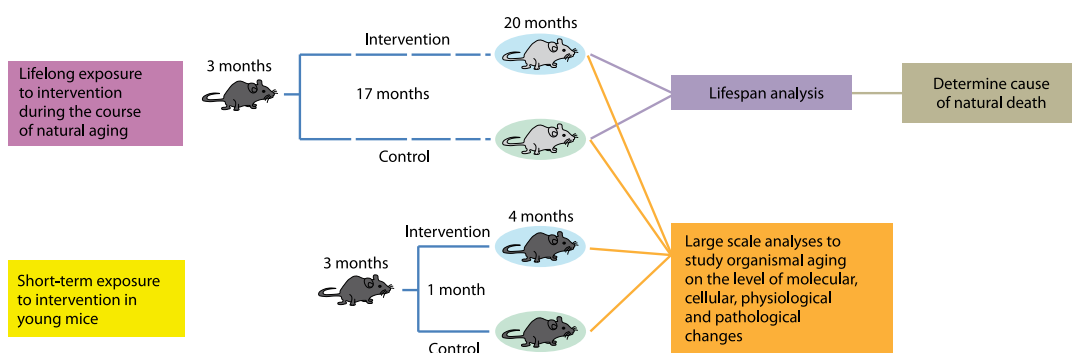 20 months
Intervention
3 months
Lifelong exposure
to intervention
during the course
of natural aging
17 months
Control
Lifespan analysis
Determine cause
of natural death
4 months
Intervention
3 months
Short-term exposure
to intervention in
young mice
1 month
Control
Large scale analyses to
study organismal aging
on the level of molecular,
cellular, physiological
and pathological
changes